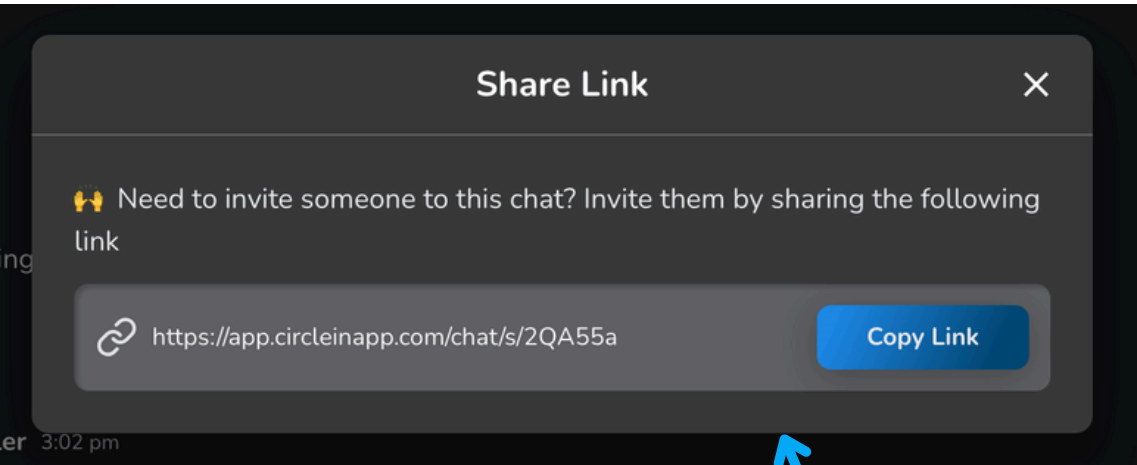 Share Link
🙌 Need to invite someone to this chat? Invite them by sharing the following
link
https://app.circleinapp.com/chat/s/2QA55a
Copy Link
3:02 pm